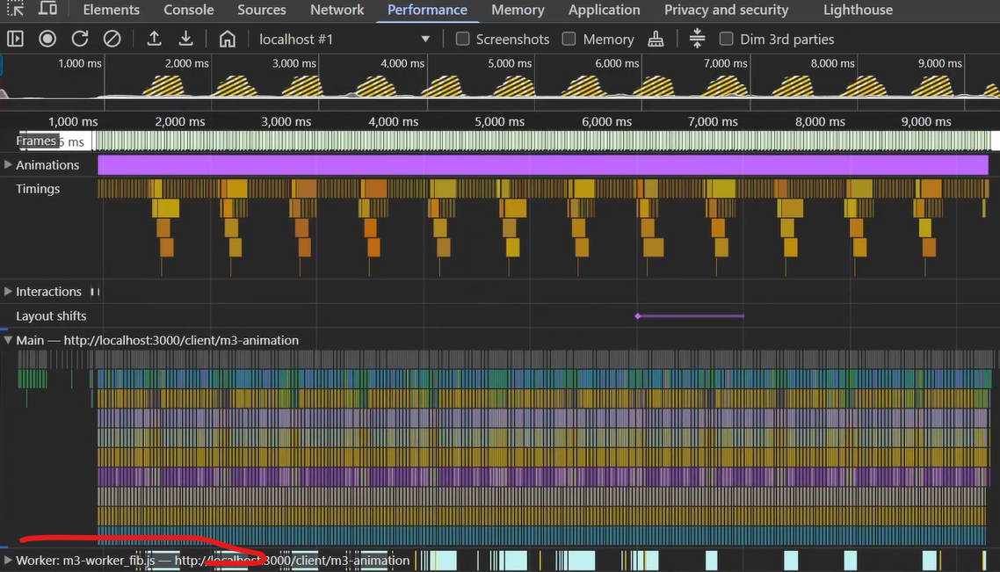 Elements Console Sources Network Performance Memory Application Privacy and security Lighthouse
localhost #1 Screenshots Memory Dim 3rd parties
1,000 ms 2,000 ms 3,000 ms 4,000 ms 5,000 ms 6,000 ms 7,000 ms 8,000 ms 9,000 ms
1,000 ms 2,000 ms 3,000 ms 4,000 ms 5,000 ms 6,000 ms 7,000 ms 8,000 ms 9,000 ms
Frames 6 ms
Animations
Timings
Interactions
Layout shifts
Main — http://localhost:3000/client/m3-animation
Worker: m3-worker_fib.js — http://localhost:3000/client/m3-animation